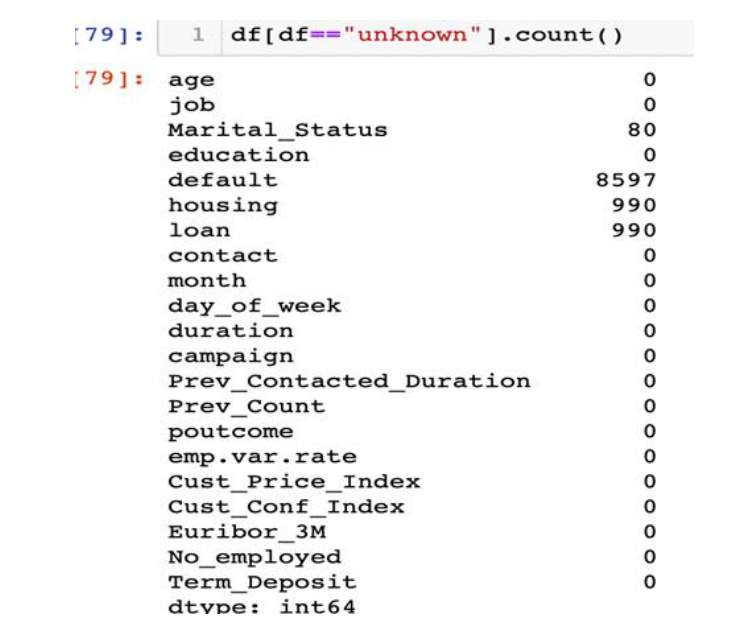 [79]: 1 df[df=="unknown"].count()
[79]: age 0
job 0
Marital_Status 80
education 0
default 8597
housing 990
loan 990
contact 0
month 0
day_of_week 0
duration 0
campaign 0
Prev_Contacted_Duration 0
Prev_Count 0
poutcome 0
emp.var.rate 0
Cust_Price_Index 0
Cust_Conf_Index 0
Euribor_3M 0
No_employed 0
Term_Deposit 0
dtype: int64